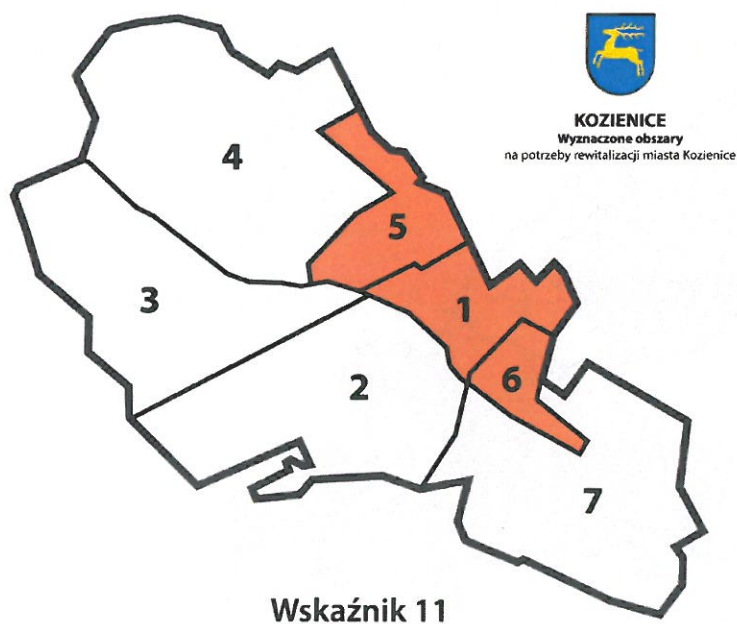 KOZIENICE
Wyznaczone obszary
na potrzeby rewitalizacji miasta Kozienice
4
5
3
1
6
2
7
Wskaźnik 11